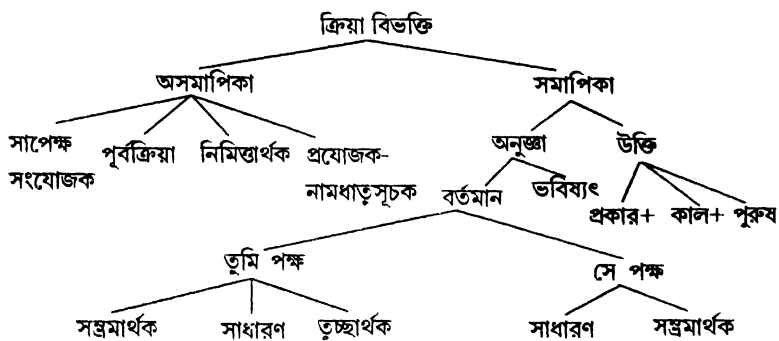 ক্রিয়া বিভক্তি
অসমাপিকা সমাপিকা
সাপেক্ষ সংযোজক পূর্বক্রিয়া নিমিত্তার্থক প্রযোজক-নামধাতুসূচক অনুজ্ঞা উক্তি
বর্তমান ভবিষ্যৎ প্রকার+ কাল+ পুরুষ
তুমি পক্ষ সে পক্ষ
সম্ভ্রমার্থক সাধারণ তুচ্ছার্থক সাধারণ সম্ভ্রমার্থক